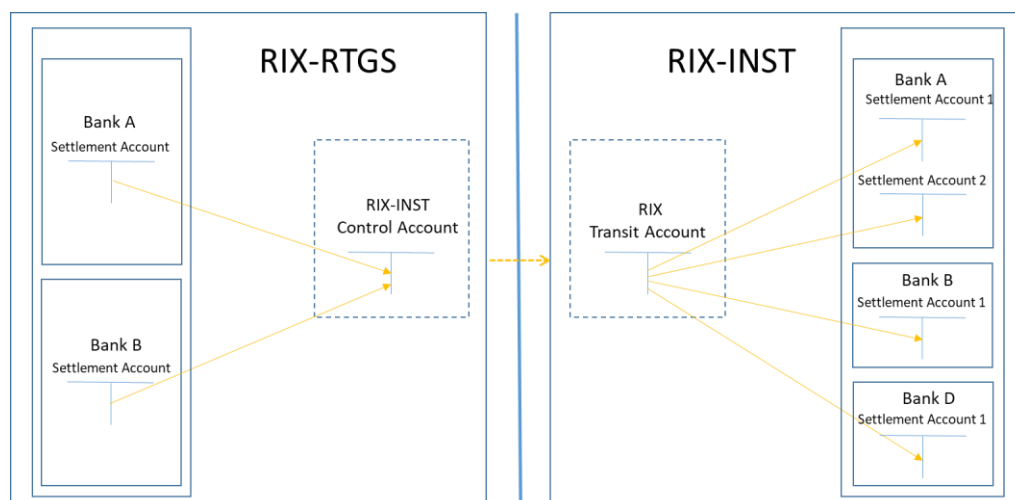 RIX-RTGS
Bank A
Settlement Account
RIX-INST
Control Account
Bank B
Settlement Account
RIX-INST
RIX
Transit Account
Bank A
Settlement Account 1
Settlement Account 2
Bank B
Settlement Account 1
Bank D
Settlement Account 1